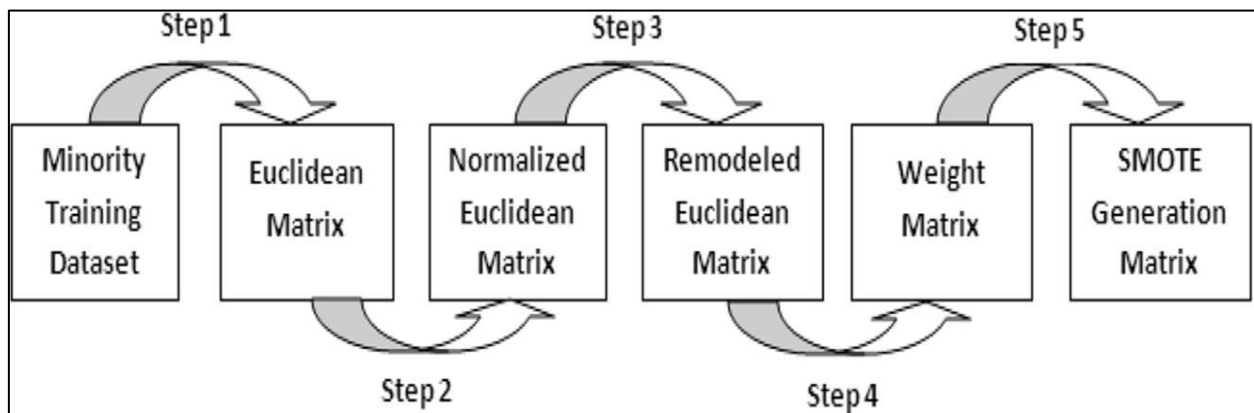 Step 1
Step 3
Step 5
Minority
Training
Dataset
Euclidean
Matrix
Normalized
Euclidean
Matrix
Remodeled
Euclidean
Matrix
Weight
Matrix
SMOTE
Generation
Matrix
Step 2
Step 4